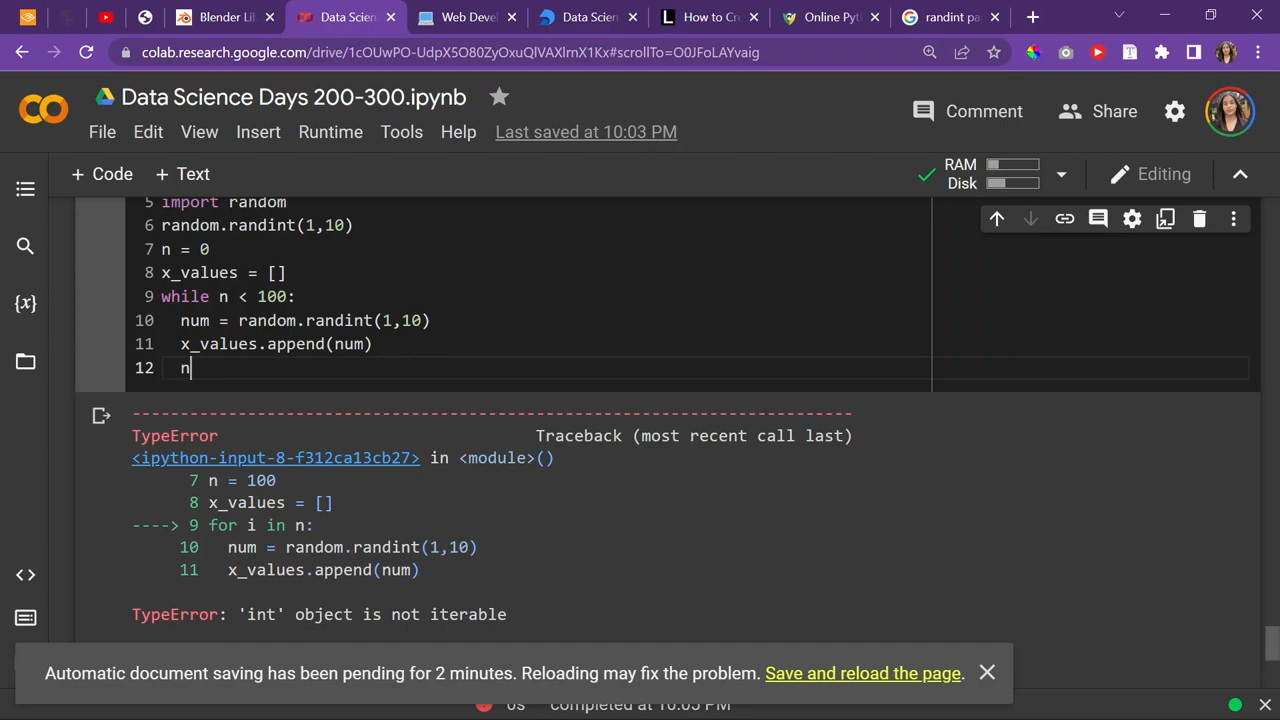 Blender Lib
Data Scien
Web Devel
Data Scien
How to Cre
Online Pyt
randint pa
colab.research.google.com/drive/1cOUwPO-UdpX5O80ZyOxuQlVAXIrnX1Kx#scrollTo=O0JFoLAYvaig
Data Science Days 200-300.ipynb
Comment
Share
File Edit View Insert Runtime Tools Help Last saved at 10:03 PM
+ Code + Text
RAM
Disk
Editing
5 import random
6 random.randint(1,10)
7 n = 0
8 x_values = []
9 while n < 100:
10 num = random.randint(1,10)
11 x_values.append(num)
12 n
---------------------------------------------------------------------------
TypeError Traceback (most recent call last)
<ipython-input-8-f312ca13cb27> in <module>()
7 n = 100
8 x_values = []
----> 9 for i in n:
10 num = random.randint(1,10)
11 x_values.append(num)
TypeError: 'int' object is not iterable
Automatic document saving has been pending for 2 minutes. Reloading may fix the problem. Save and reload the page.
0s completed at 10:05 PM